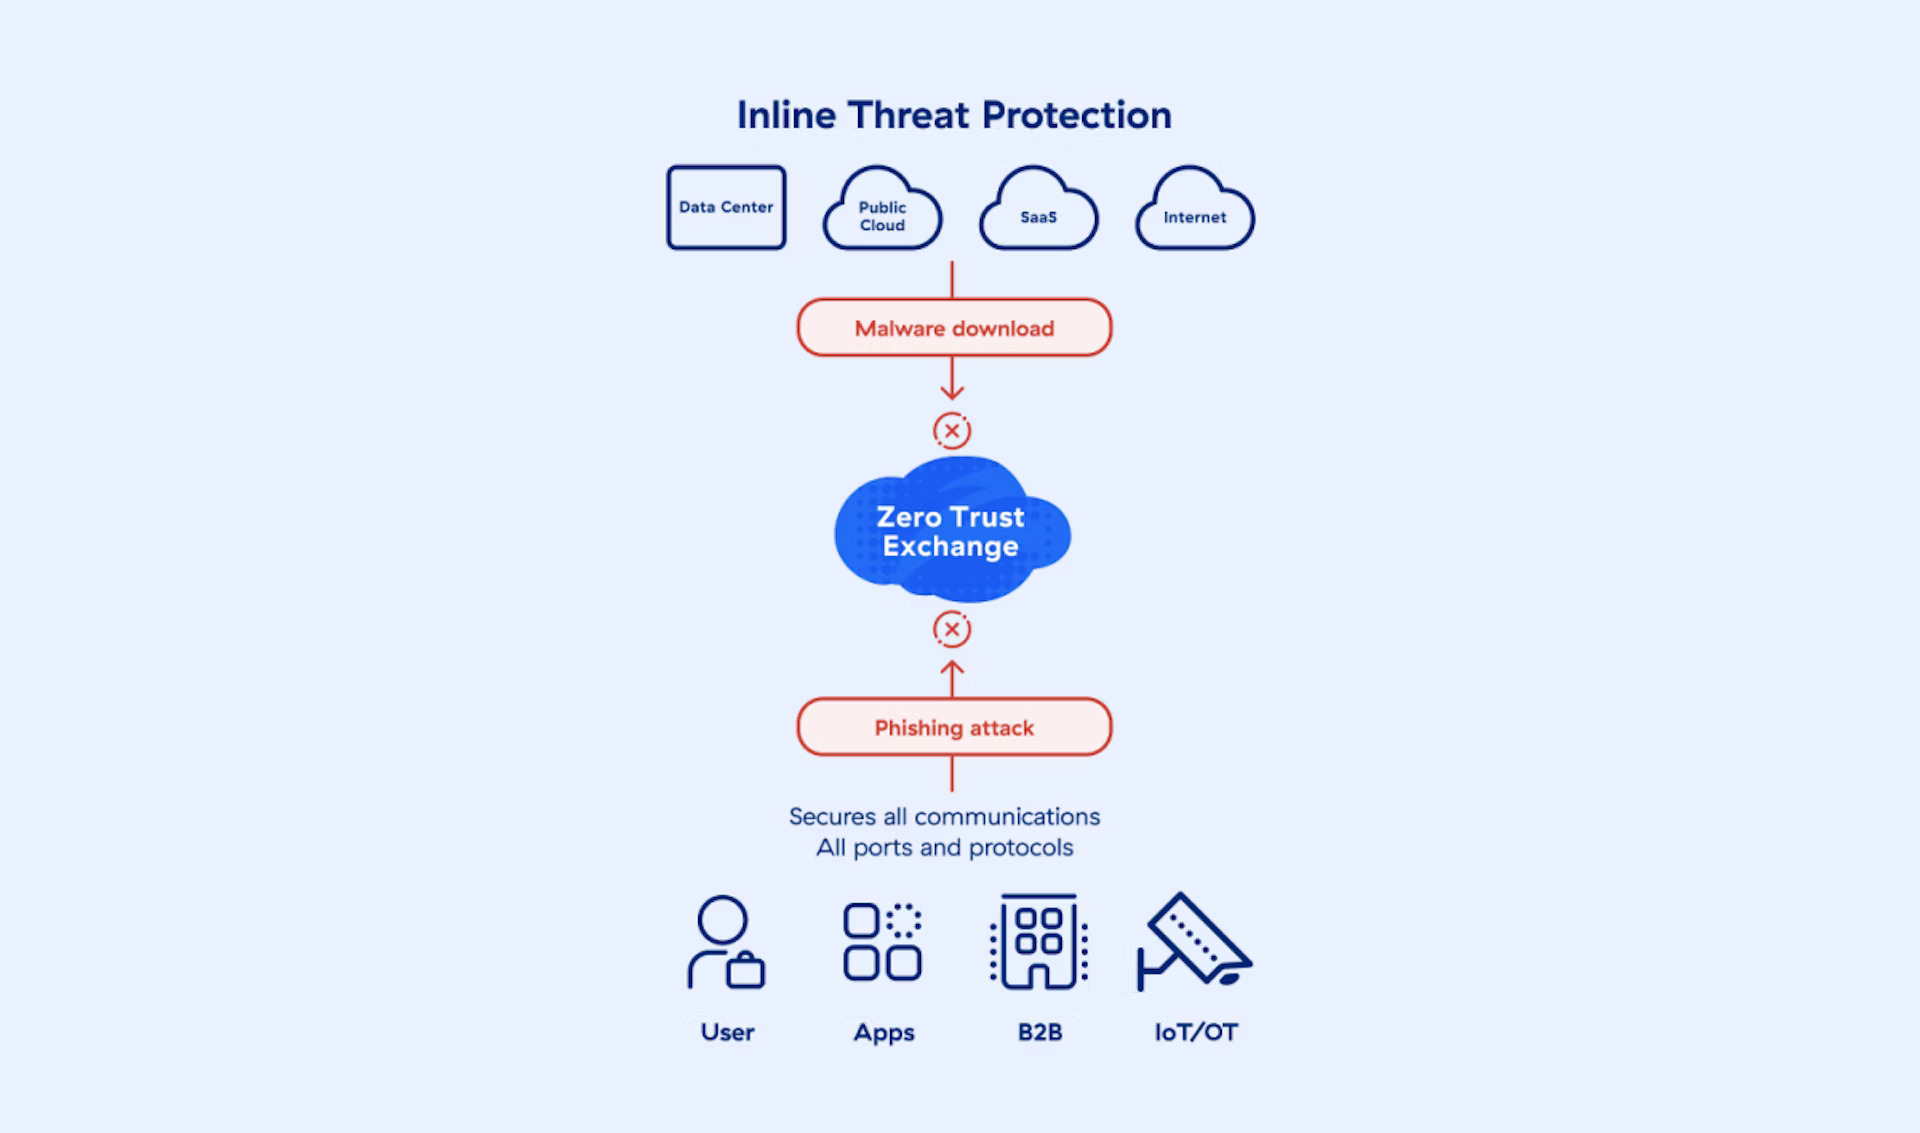 Inline Threat Protection
Data Center
Public
Cloud
SaaS
Internet
Malware download
Zero Trust
Exchange
Phishing attack
Secures all communications
All ports and protocols
User
Apps
B2B
IoT/OT